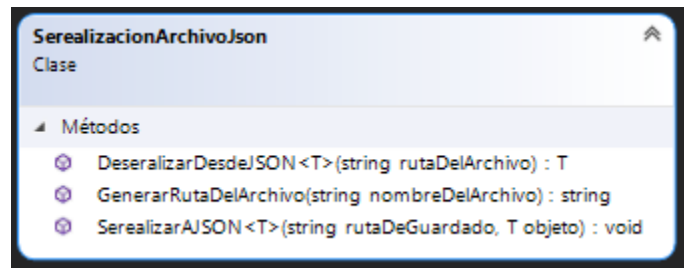 SerealizacionArchivoJson
Clase
Métodos
DeseralizarDesdeJSON<T>(string rutaDelArchivo) : T
GenerarRutaDelArchivo(string nombreDelArchivo) : string
SerealizarAJSON<T>(string rutaDeGuardado, T objeto) : void